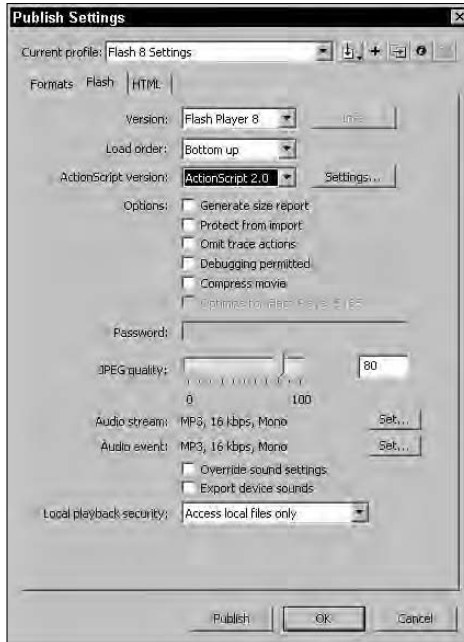 Publish Settings
Current profile: Flash 8 Settings
Formats Flash HTML
Version: Flash Player 8
Load order: Bottom up
ActionScript version: ActionScript 2.0 Settings...
Options: Generate size report
Protect from import
Omit trace actions
Debugging permitted
Compress movie
Password:
JPEG quality: 80
0 100
Audio stream: MP3, 16 kbps, Mono Set...
Audio event: MP3, 16 kbps, Mono Set...
Override sound settings
Export device sounds
Local playback security: Access local files only
Publish OK Cancel